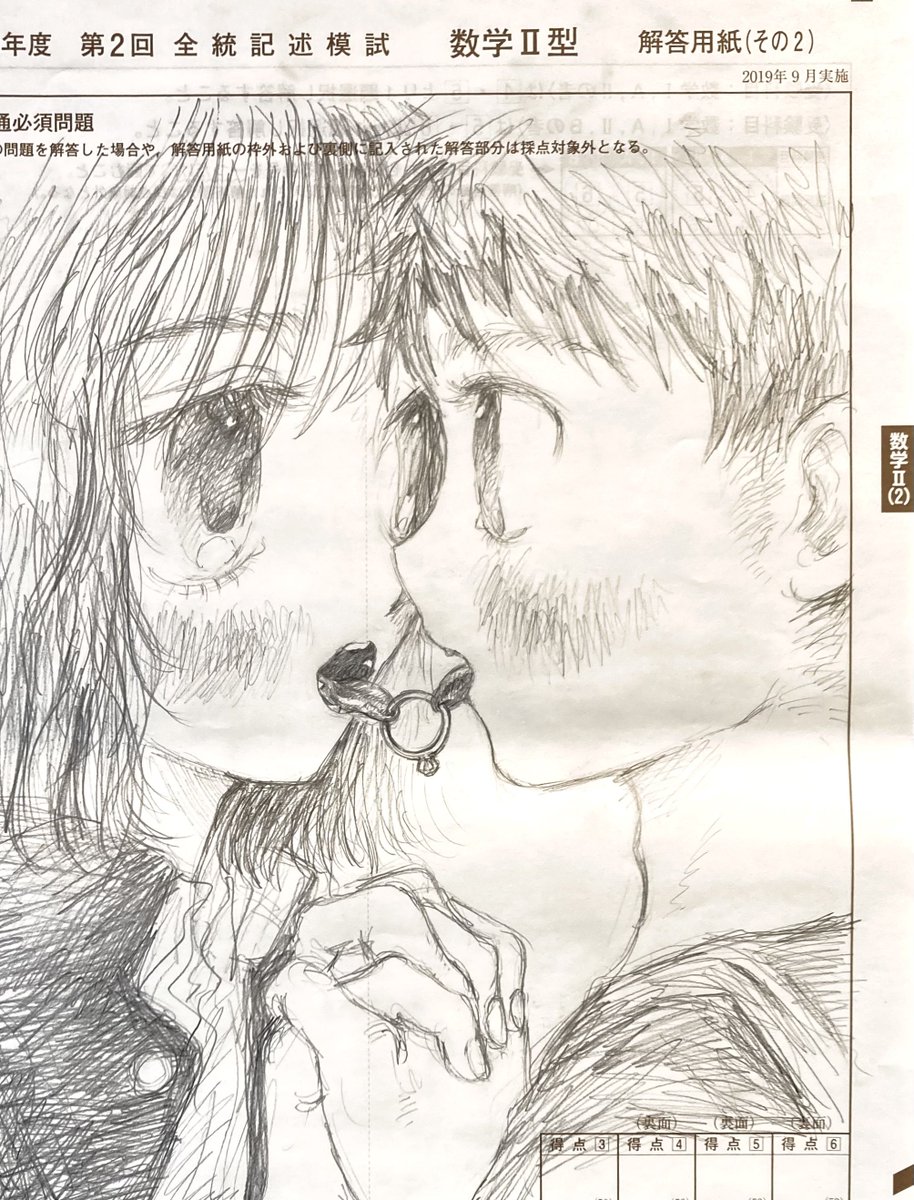 年度 第2回 全統記述模試 数学Ⅱ型 解答用紙(その2)
2019年9月実施
通必須問題
の問題を解答した場合や、解答用紙の枠外および裏側に記入された解答部分は採点対象外となる。
数学Ⅱ(2)
(裏面) (裏面) (裏面)
得点3 得点4 得点5 得点6